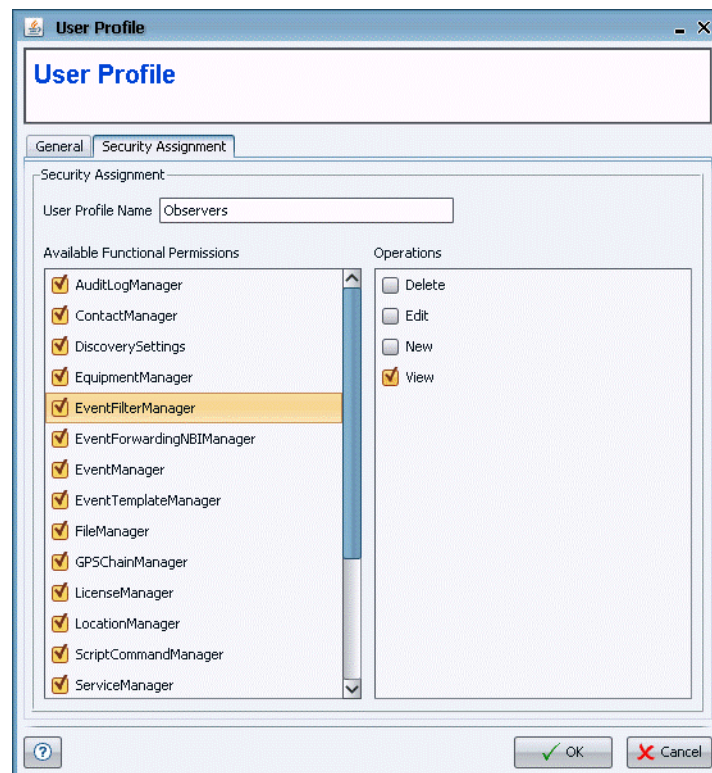 User Profile
User Profile
General Security Assignment
Security Assignment
User Profile Name Observers
Available Functional Permissions Operations
AuditLogManager Delete
ContactManager Edit
DiscoverySettings New
EquipmentManager View
EventFilterManager
EventForwardingNBIManager
EventManager
EventTemplateManager
FileManager
GPSChainManager
LicenseManager
LocationManager
ScriptCommandManager
ServiceManager
? OK Cancel